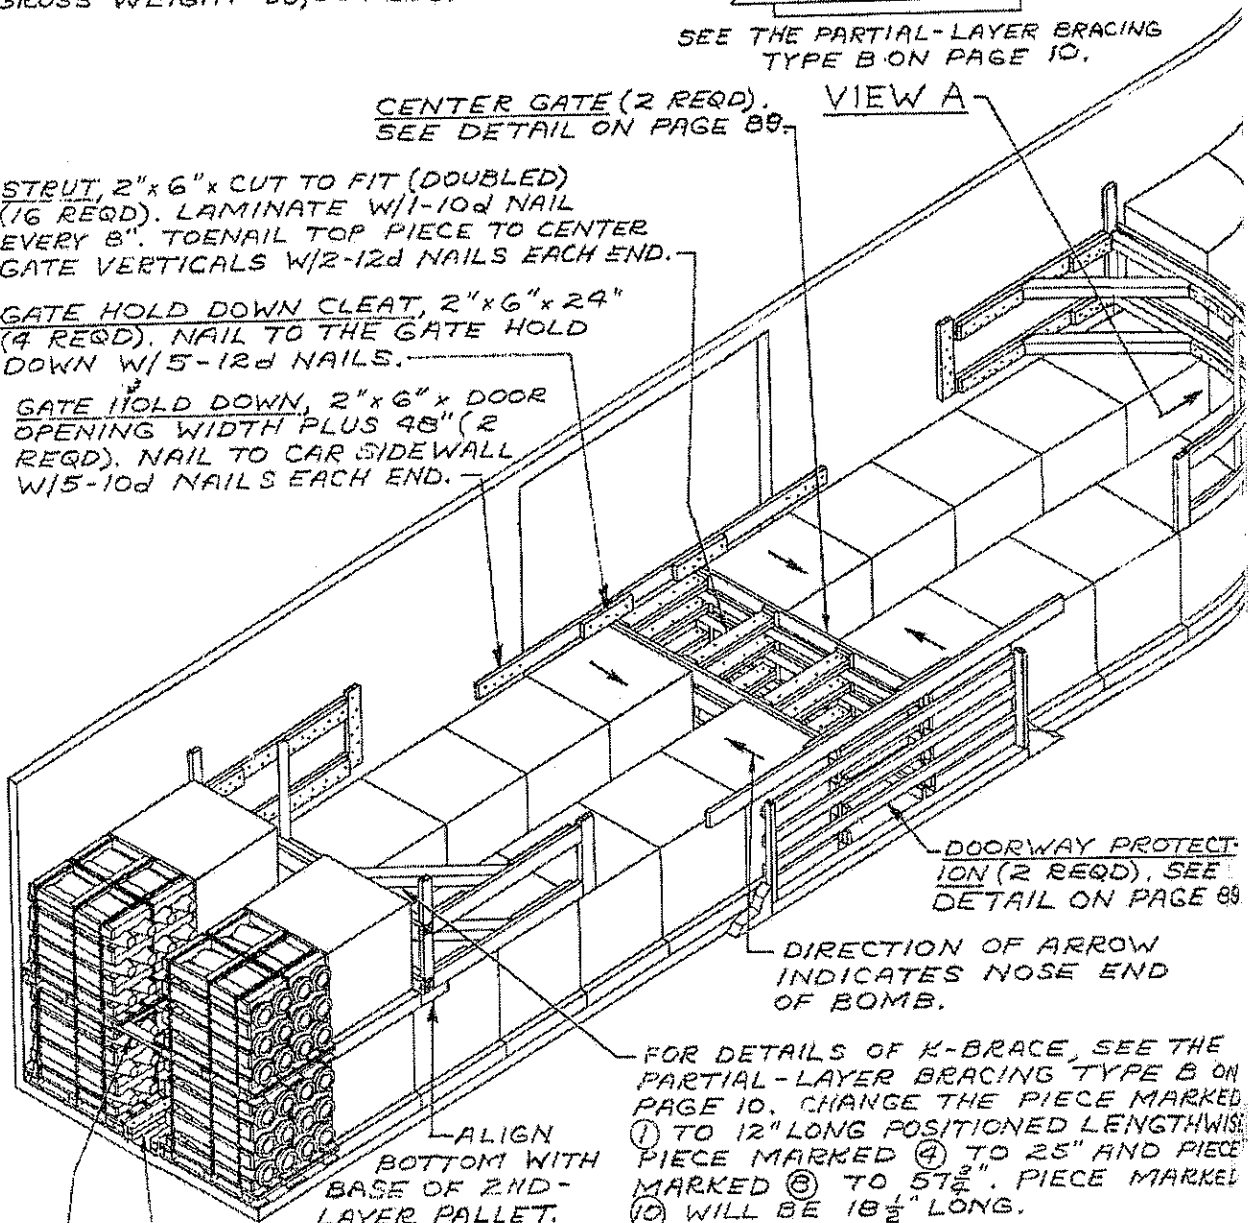 GROSS WEIGHT
SEE THE PARTIAL-LAYER BRACING
TYPE B ON PAGE 10.
VIEW A
CENTER GATE (2 REQD).
SEE DETAIL ON PAGE 89.
STRUT, 2"x 6"x CUT TO FIT (DOUBLED)
(16 REQD). LAMINATE W/1-10d NAIL
EVERY 8". TOENAIL TOP PIECE TO CENTER
GATE VERTICALS W/2-12d NAILS EACH END.
GATE HOLD DOWN CLEAT, 2"x 6"x 24"
(4 REQD). NAIL TO THE GATE HOLD
DOWN W/5-12d NAILS.
GATE HOLD DOWN, 2"x 6"x DOOR
OPENING WIDTH PLUS 48" (2
REQD). NAIL TO CAR SIDEWALL
W/5-10d NAILS EACH END.
DOORWAY PROTECT-
ION (2 REQD). SEE
DETAIL ON PAGE 89
DIRECTION OF ARROW
INDICATES NOSE END
OF BOMB.
FOR DETAILS OF K-BRACE, SEE THE
PARTIAL-LAYER BRACING TYPE B ON
PAGE 10. CHANGE THE PIECE MARKED
① TO 12" LONG POSITIONED LENGTHWISE
PIECE MARKED ④ TO 25" AND PIECE
MARKED ⑧ TO 57¾". PIECE MARKED
⑩ WILL BE 18½" LONG.
ALIGN
BOTTOM WITH
BASE OF 2ND-
LAYER PALLET.